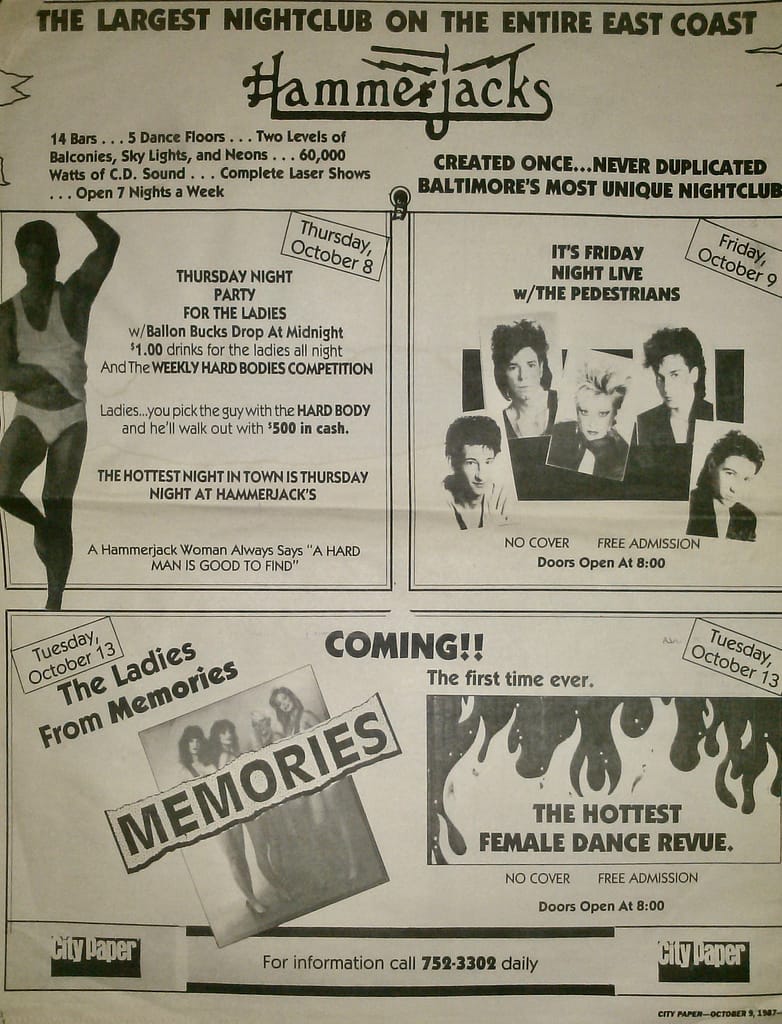 THE LARGEST NIGHTCLUB ON THE ENTIRE EAST COAST
Hammerjacks
14 Bars . . . 5 Dance Floors . . . Two Levels of
Balconies, Sky Lights, and Neons . . . 60,000
Watts of C.D. Sound . . . Complete Laser Shows
. . . Open 7 Nights a Week
CREATED ONCE...NEVER DUPLICATED
BALTIMORE'S MOST UNIQUE NIGHTCLUB
Thursday,
October 8
THURSDAY NIGHT
PARTY
FOR THE LADIES
w/Ballon Bucks Drop At Midnight
$1.00 drinks for the ladies all night
And The WEEKLY HARD BODIES COMPETITION
Ladies...you pick the guy with the HARD BODY
and he'll walk out with $500 in cash.
THE HOTTEST NIGHT IN TOWN IS THURSDAY
NIGHT AT HAMMERJACK'S
A Hammerjack Woman Always Says "A HARD
MAN IS GOOD TO FIND"
Friday,
October 9
IT'S FRIDAY
NIGHT LIVE
w/THE PEDESTRIANS
NO COVER FREE ADMISSION
Doors Open At 8:00
COMING!!
Tuesday,
October 13
The Ladies
From Memories
MEMORIES
Tuesday,
October 13
The first time ever.
THE HOTTEST
FEMALE DANCE REVUE.
NO COVER FREE ADMISSION
Doors Open At 8:00
City Paper
For information call 752-3302 daily
City Paper
CITY PAPER—OCTOBER 9, 1987